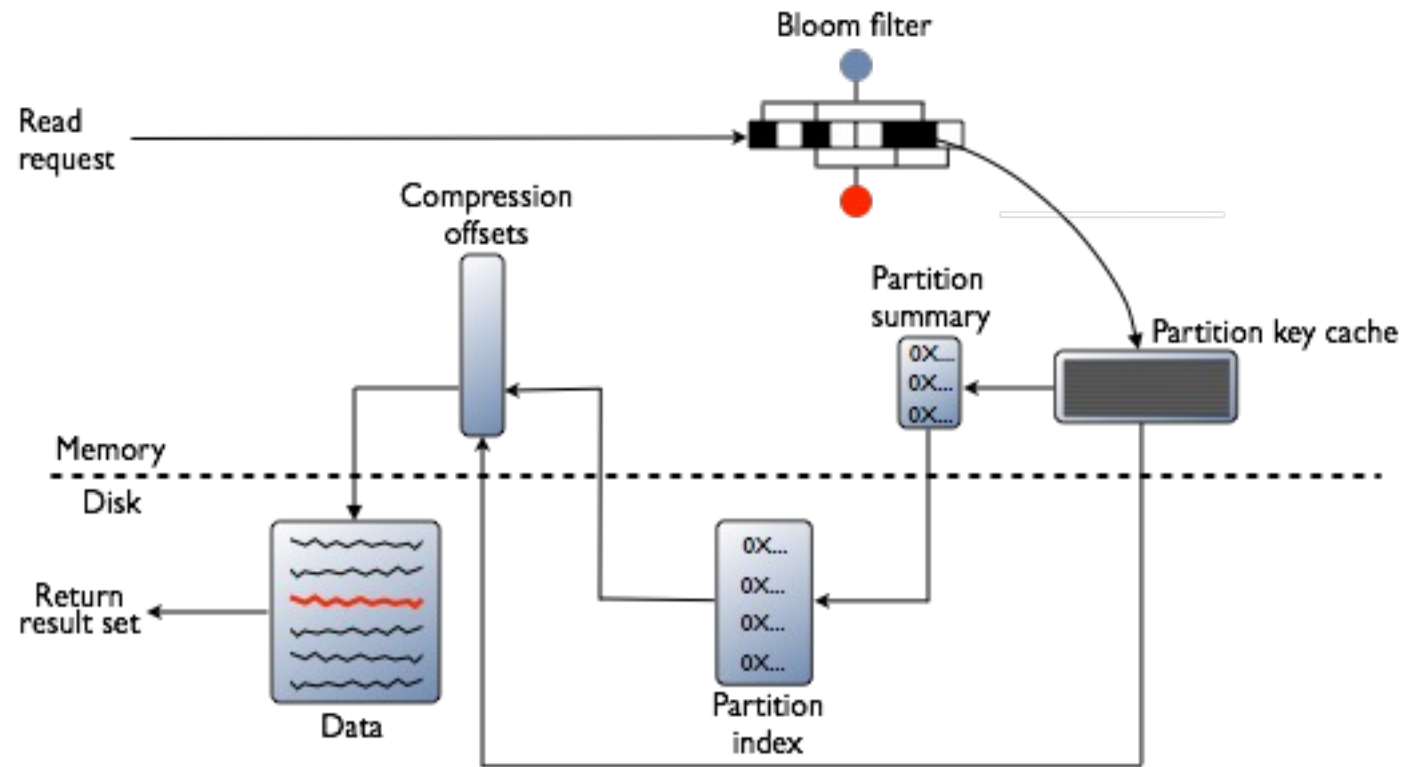 Bloom filter
Read
request
Compression
offsets
Partition
summary
0X...
0X...
0X...
Partition key cache
Memory
Disk
0X...
0X...
0X...
0X...
Return
result set
Data
Partition
index